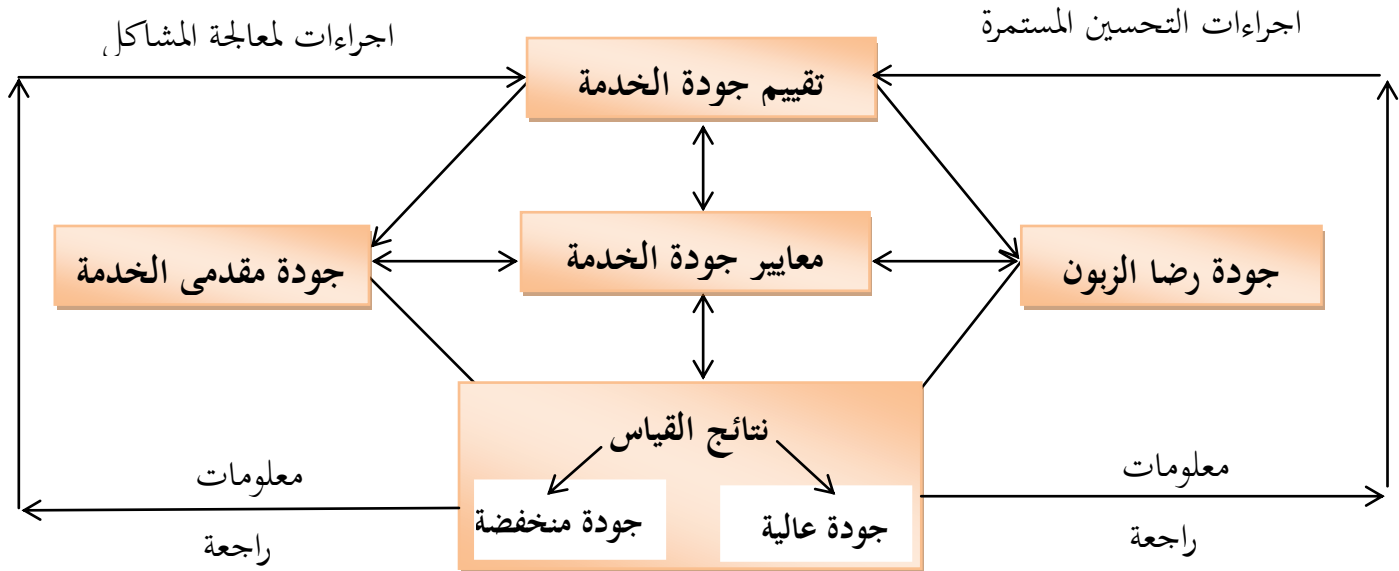 اجراءات التحسين المستمرة
اجراءات لمعالجة المشاكل
تقييم جودة الخدمة
جودة رضا الزبون
معايير جودة الخدمة
جودة مقدمى الخدمة
نتائج القياس
جودة عالية
جودة منخفضة
معلومات
راجعة
معلومات
راجعة